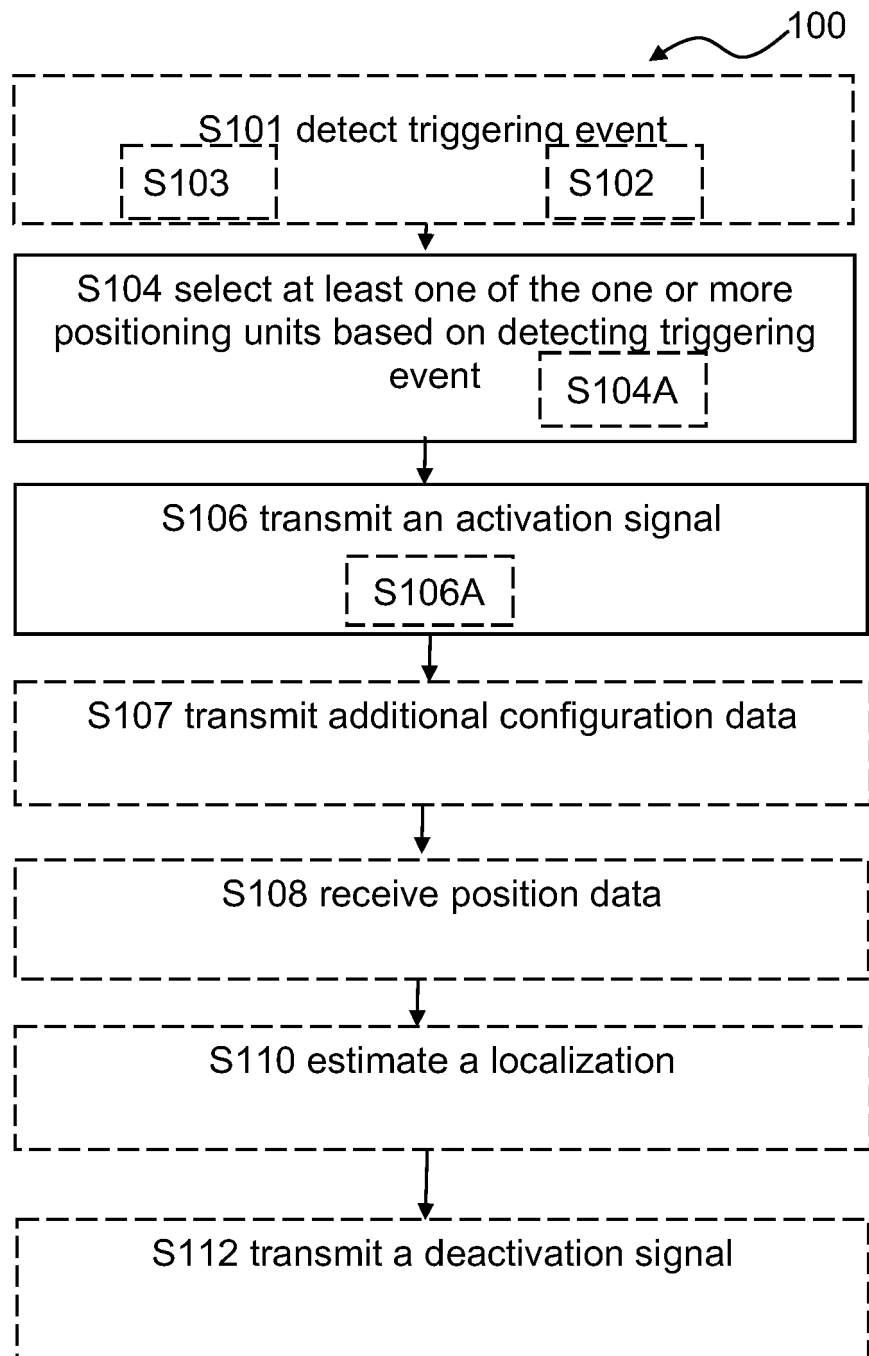 100
S101 detect triggering event
S103
S102
S104 select at least one of the one or more
positioning units based on detecting triggering
event
S104A
S106 transmit an activation signal
S106A
S107 transmit additional configuration data
S108 receive position data
S110 estimate a localization
S112 transmit a deactivation signal